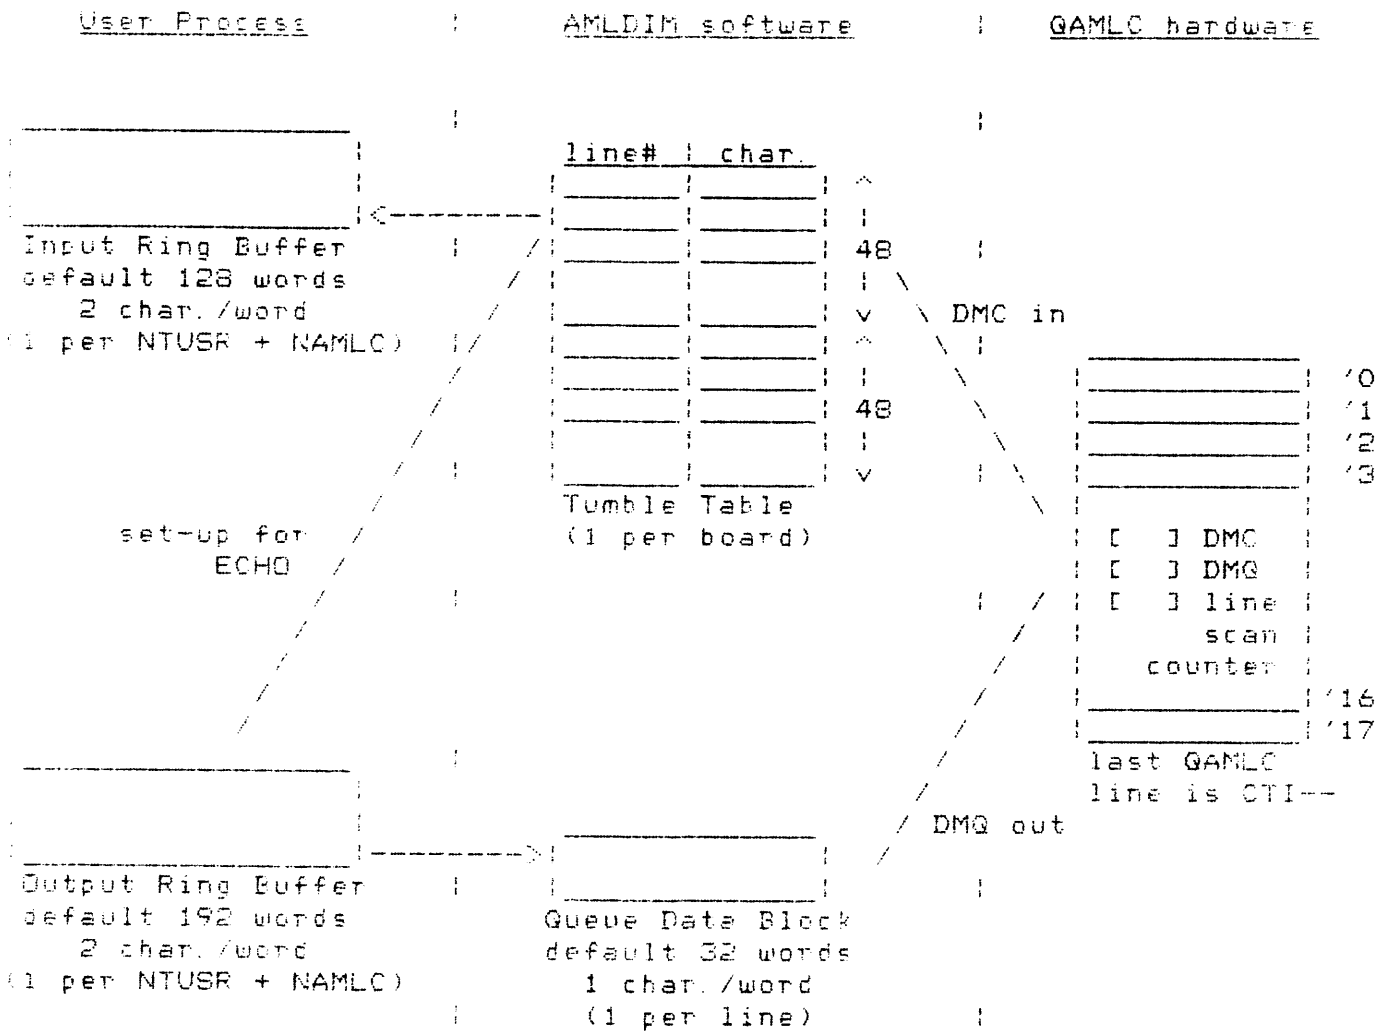 User Process
AMLDIM software
QAMLC hardware
line# | char.
Input Ring Buffer
default 128 words
2 char./word
(1 per NTUSR + NAMLC)
48
48
Tumble Table
(1 per board)
DMC in
set-up for
ECHO
'0
'1
'2
'3
[ ] DMC
[ ] DMQ
[ ] line
scan
counter
'16
'17
last QAMLC
line is CTI--
DMQ out
Output Ring Buffer
default 192 words
2 char./word
(1 per NTUSR + NAMLC)
Queue Data Block
default 32 words
1 char./word
(1 per line)